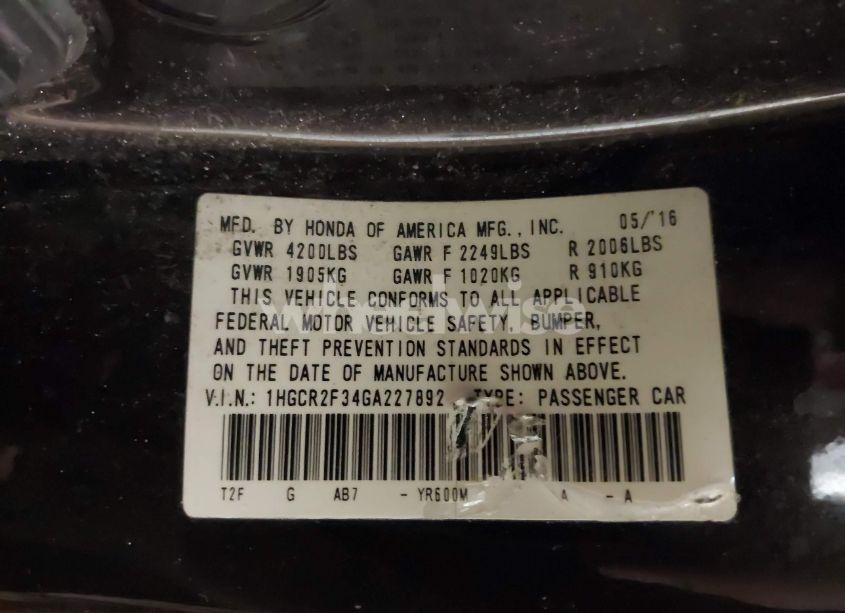 MFD. BY HONDA OF AMERICA MFG., INC. 05/'16
GVWR 4200LBS GAWR F 2249LBS R 2006LBS
GVWR 1905KG GAWR F 1020KG R 910KG
THIS VEHICLE CONFORMS TO ALL APPLICABLE
FEDERAL MOTOR VEHICLE SAFETY, BUMPER,
AND THEFT PREVENTION STANDARDS IN EFFECT
ON THE DATE OF MANUFACTURE SHOWN ABOVE.
V.I.N.: 1HGCR2F34GA227892 TYPE: PASSENGER CAR
T2F G AB7 - YR600M A - A
wheelwise